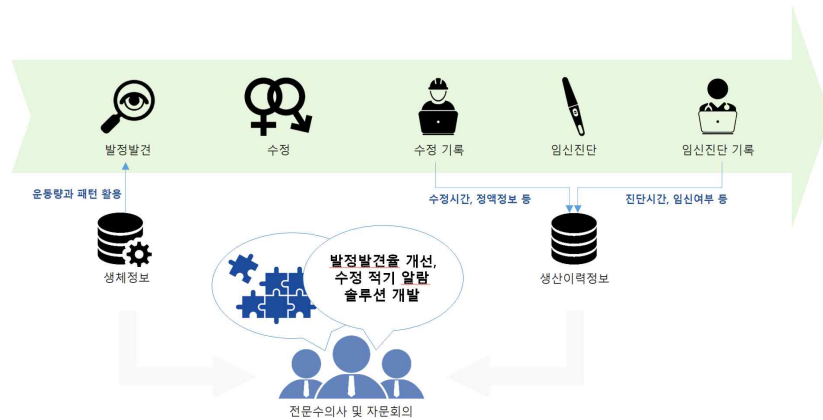 발정발견
수정
수정 기록
임신진단
임신진단 기록
운동량과 패턴 활용
수정시간, 정액정보 등
진단시간, 임신여부 등
생체정보
발정발견율 개선,
수정 적기 알람
솔루션 개발
생산이력정보
전문수의사 및 자문회의